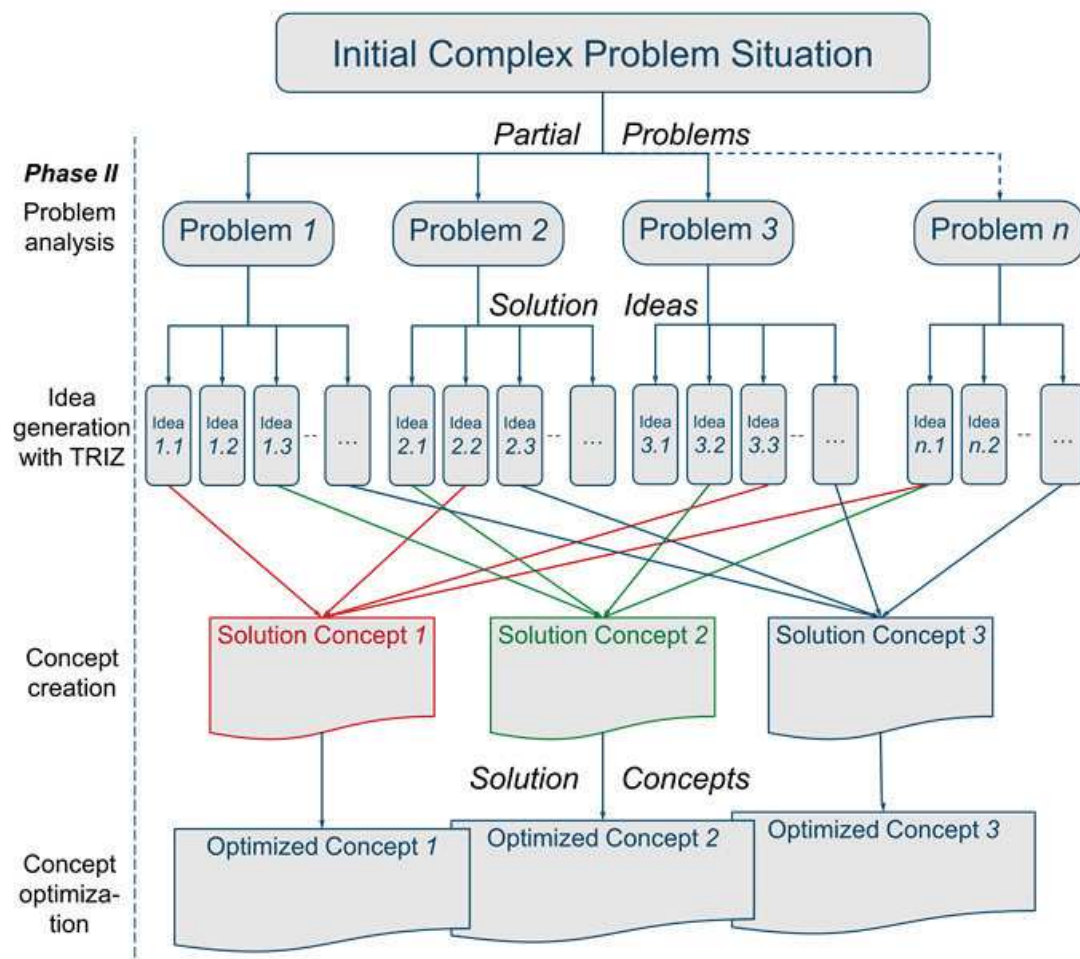 Initial Complex Problem Situation
Partial Problems
Phase II
Problem
analysis
Problem 1
Problem 2
Problem 3
Problem n
Solution Ideas
Idea
generation
with TRIZ
Idea
1.1
Idea
1.2
Idea
1.3
...
Idea
2.1
Idea
2.2
Idea
2.3
...
Idea
3.1
Idea
3.2
Idea
3.3
...
Idea
n.1
Idea
n.2
...
Concept
creation
Solution Concept 1
Solution Concept 2
Solution Concept 3
Solution Concepts
Concept
optimiza-
tion
Optimized Concept 1
Optimized Concept 2
Optimized Concept 3